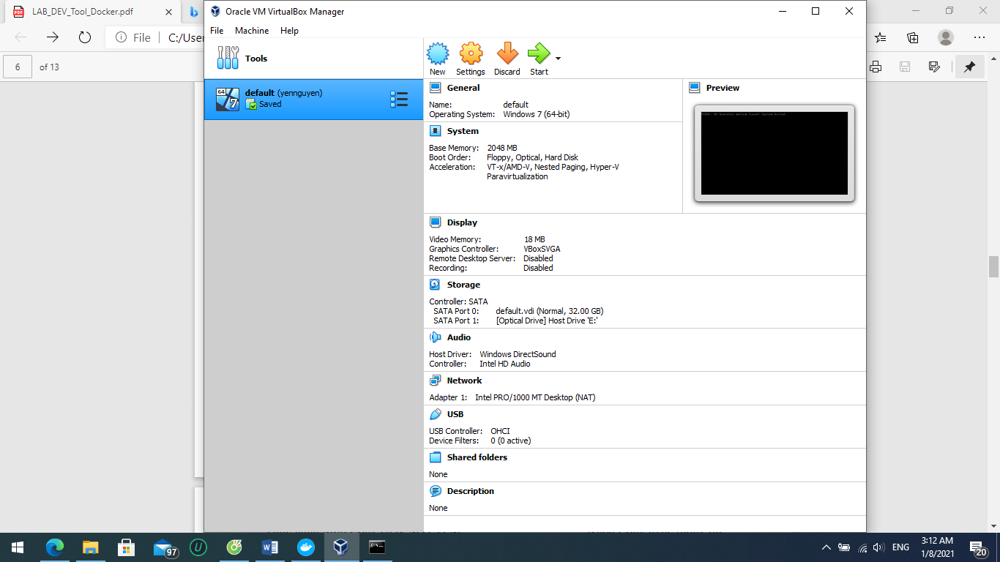 LAB_DEV_Tool_Docker.pdf
Oracle VM VirtualBox Manager
File C:/User
File Machine Help
6 of 13
Tools
New Settings Discard Start
64
7
default (yennguyen)
Saved
General
Name: default
Operating System: Windows 7 (64-bit)
Preview
System
Base Memory: 2048 MB
Boot Order: Floppy, Optical, Hard Disk
Acceleration: VT-x/AMD-V, Nested Paging, Hyper-V
Paravirtualization
Display
Video Memory: 18 MB
Graphics Controller: VBoxSVGA
Remote Desktop Server: Disabled
Recording: Disabled
Storage
Controller: SATA
SATA Port 0: default.vdi (Normal, 32.00 GB)
SATA Port 1: [Optical Drive] Host Drive 'E:'
Audio
Host Driver: Windows DirectSound
Controller: Intel HD Audio
Network
Adapter 1: Intel PRO/1000 MT Desktop (NAT)
USB
USB Controller: OHCI
Device Filters: 0 (0 active)
Shared folders
None
Description
None
97
ENG
3:12 AM
1/8/2021
20